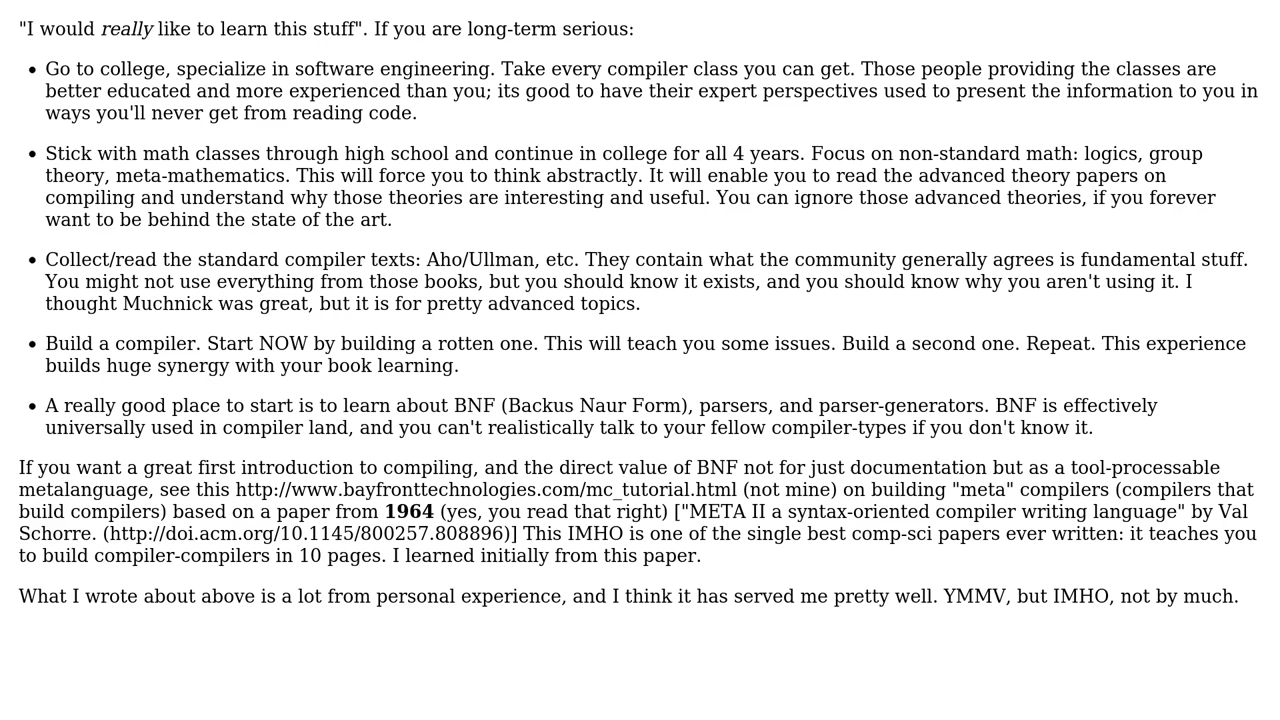 "I would really like to learn this stuff". If you are long-term serious:
• Go to college, specialize in software engineering. Take every compiler class you can get. Those people providing the classes are
better educated and more experienced than you; its good to have their expert perspectives used to present the information to you in
ways you'll never get from reading code.
• Stick with math classes through high school and continue in college for all 4 years. Focus on non-standard math: logics, group
theory, meta-mathematics. This will force you to think abstractly. It will enable you to read the advanced theory papers on
compiling and understand why those theories are interesting and useful. You can ignore those advanced theories, if you forever
want to be behind the state of the art.
• Collect/read the standard compiler texts: Aho/Ullman, etc. They contain what the community generally agrees is fundamental stuff.
You might not use everything from those books, but you should know it exists, and you should know why you aren't using it. I
thought Muchnick was great, but it is for pretty advanced topics.
• Build a compiler. Start NOW by building a rotten one. This will teach you some issues. Build a second one. Repeat. This experience
builds huge synergy with your book learning.
• A really good place to start is to learn about BNF (Backus Naur Form), parsers, and parser-generators. BNF is effectively
universally used in compiler land, and you can't realistically talk to your fellow compiler-types if you don't know it.
If you want a great first introduction to compiling, and the direct value of BNF not for just documentation but as a tool-processable
metalanguage, see this http://www.bayfronttechnologies.com/mc_tutorial.html (not mine) on building "meta" compilers (compilers that
build compilers) based on a paper from 1964 (yes, you read that right) ["META II a syntax-oriented compiler writing language" by Val
Schorre. (http://doi.acm.org/10.1145/800257.808896)] This IMHO is one of the single best comp-sci papers ever written: it teaches you
to build compiler-compilers in 10 pages. I learned initially from this paper.
What I wrote about above is a lot from personal experience, and I think it has served me pretty well. YMMV, but IMHO, not by much.